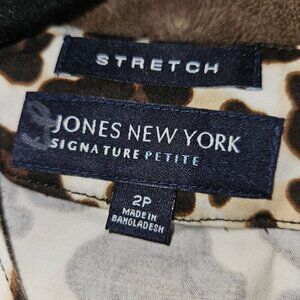 STRETCH
JONES NEW YORK
SIGNATURE PETITE
2P
MADE IN
BANGLADESH